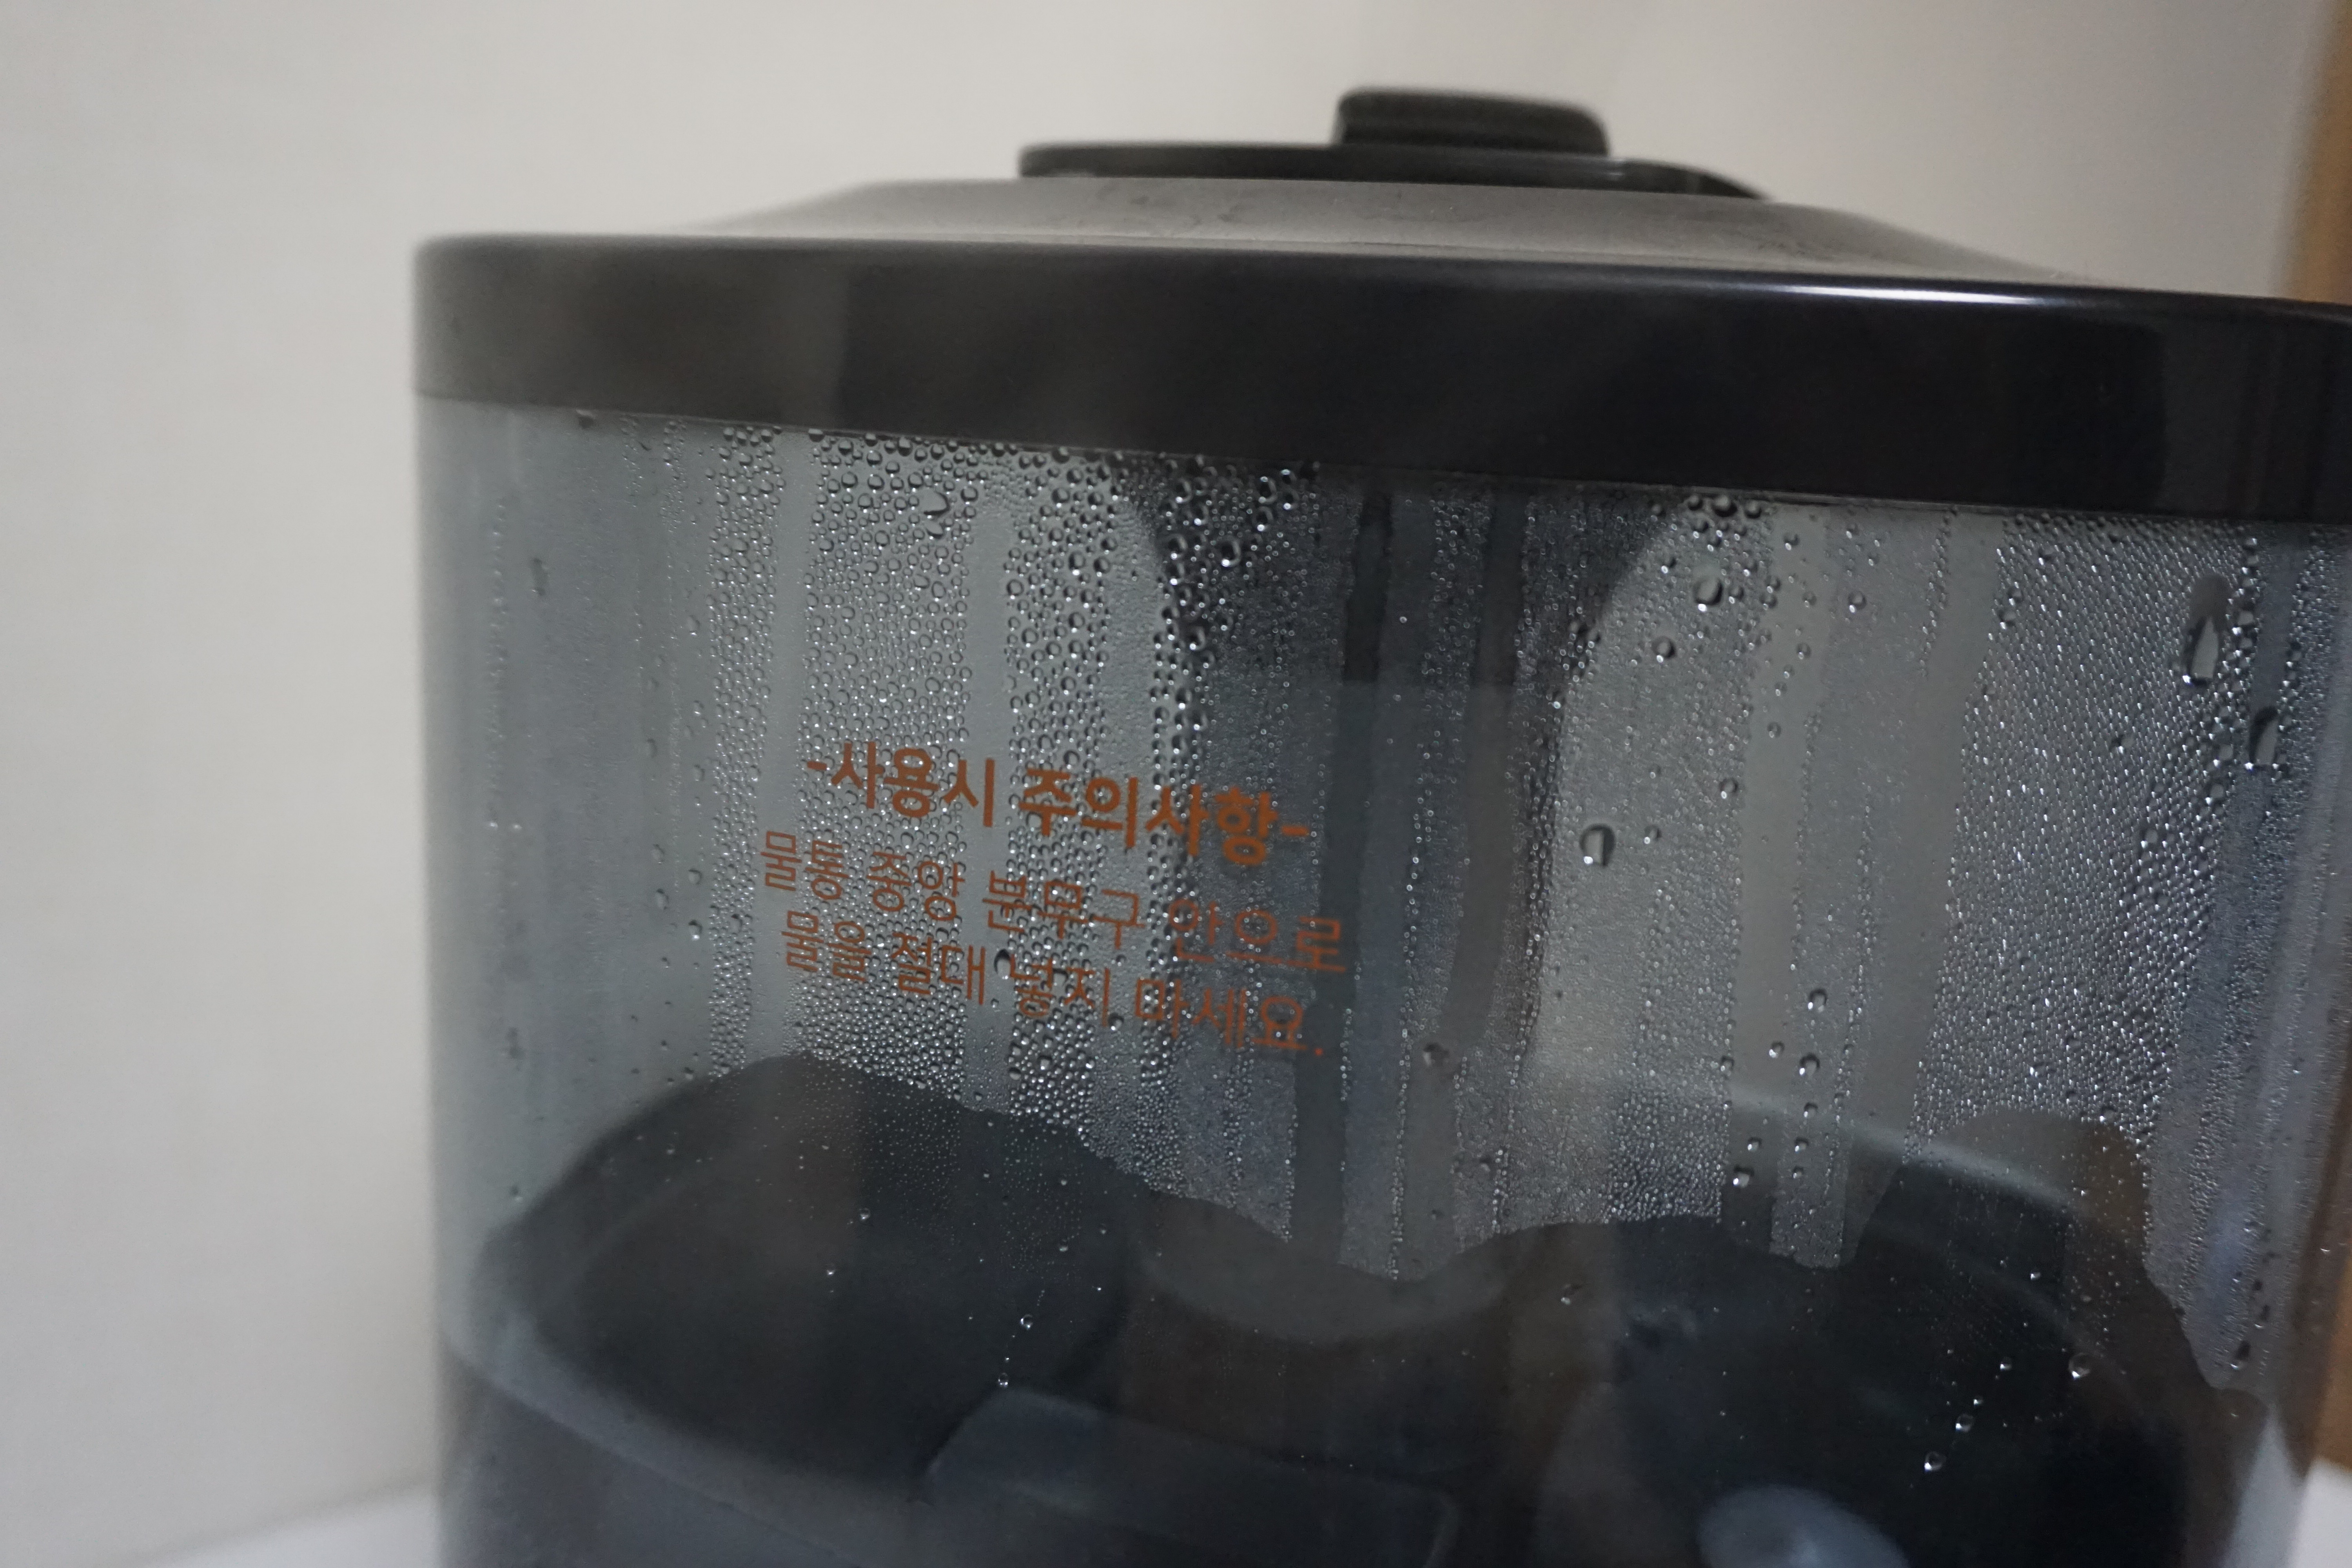 -사용시 주의사항-
물통 중앙 분무구 안으로
물을 절대 넣지 마세요.